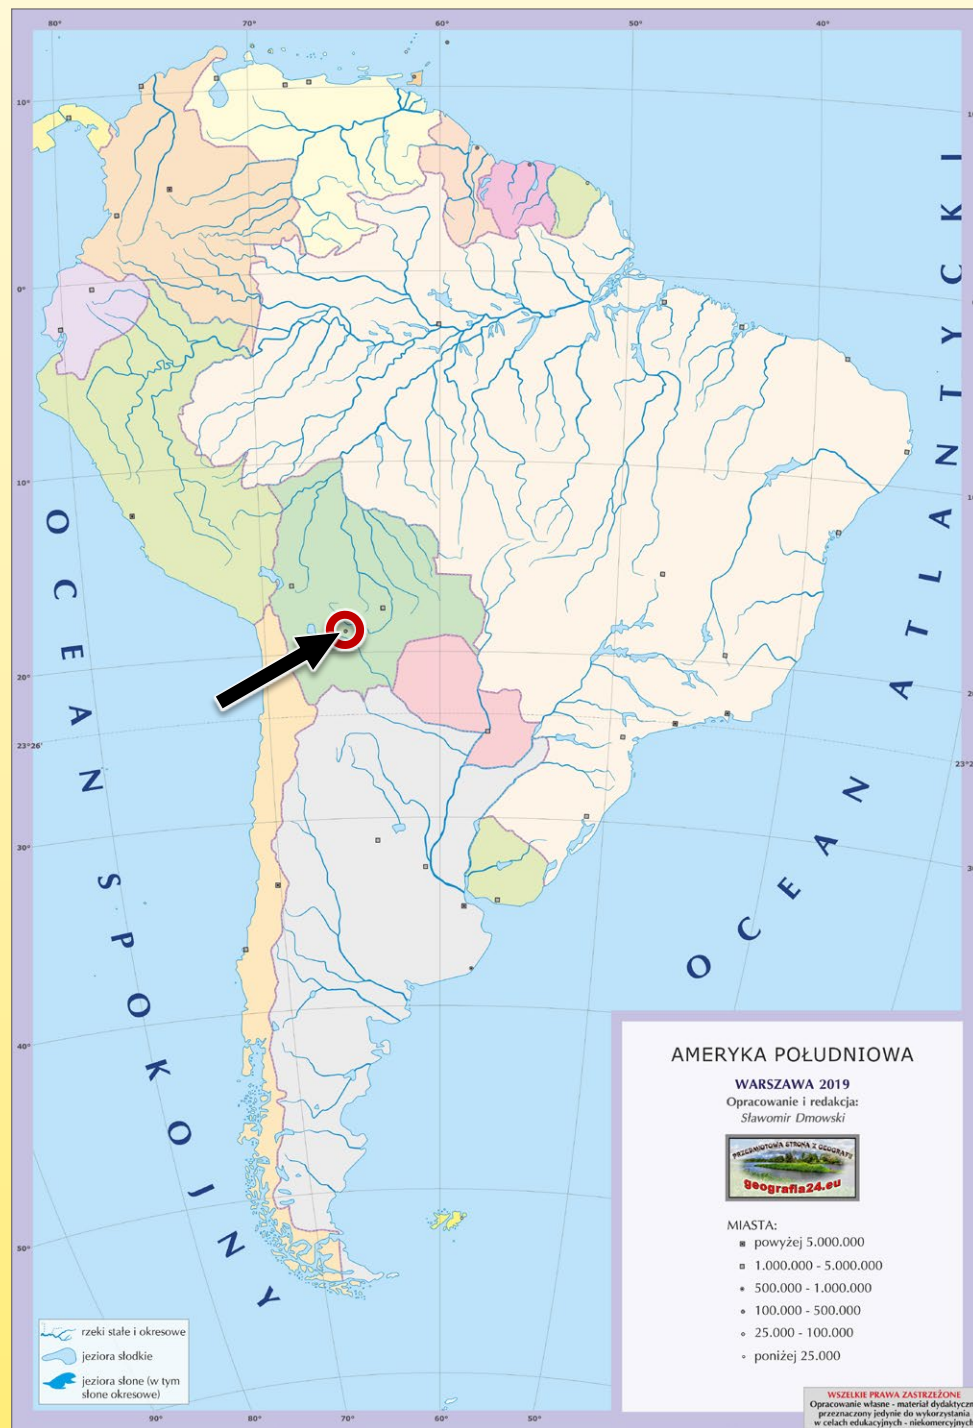 80°
70°
60°
50°
40°
10°
0°
10°
20°
23°26'
30°
40°
50°
90°
80°
70°
60°
50°
OCEAN SPOKOJNY
OCEAN ATLANTYCKI
AMERYKA POŁUDNIOWA
WARSZAWA 2019
Opracowanie i redakcja:
Sławomir Dmowski
PRZEDMIOTOWA STRONA Z GEOGRAFII
geografia24.eu
MIASTA:
powyżej 5.000.000
1.000.000 - 5.000.000
500.000 - 1.000.000
100.000 - 500.000
25.000 - 100.000
poniżej 25.000
rzeki stałe i okresowe
jeziora słodkie
jeziora słone (w tym
słone okresowe)
WSZELKIE PRAWA ZASTRZEŻONE
Opracowanie własne - materiał dydaktyczn
przeznaczony jedynie do wykorzystania
w celach edukacyjnych - niekomercyjnych